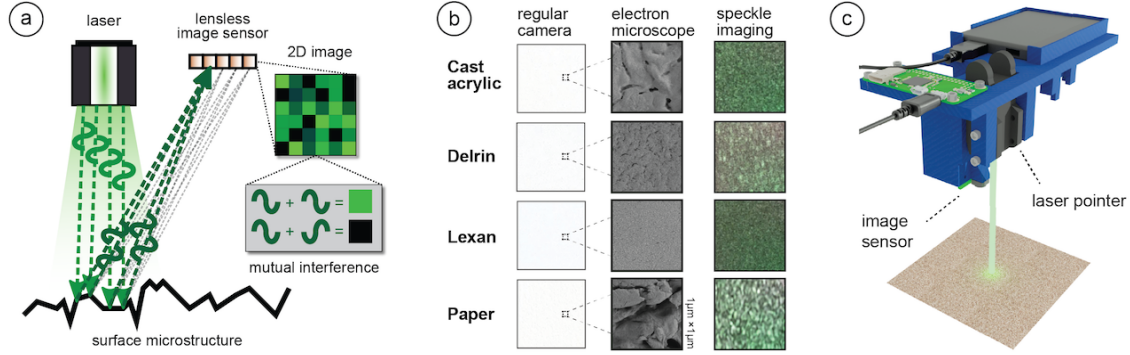 a
laser
lensless
image sensor
2D image
+
=
+
=
mutual interference
surface microstructure
b
regular
camera
electron
microscope
speckle
imaging
Cast
acrylic
Delrin
Lexan
Paper
1µm * 1µm
c
laser pointer
image
sensor